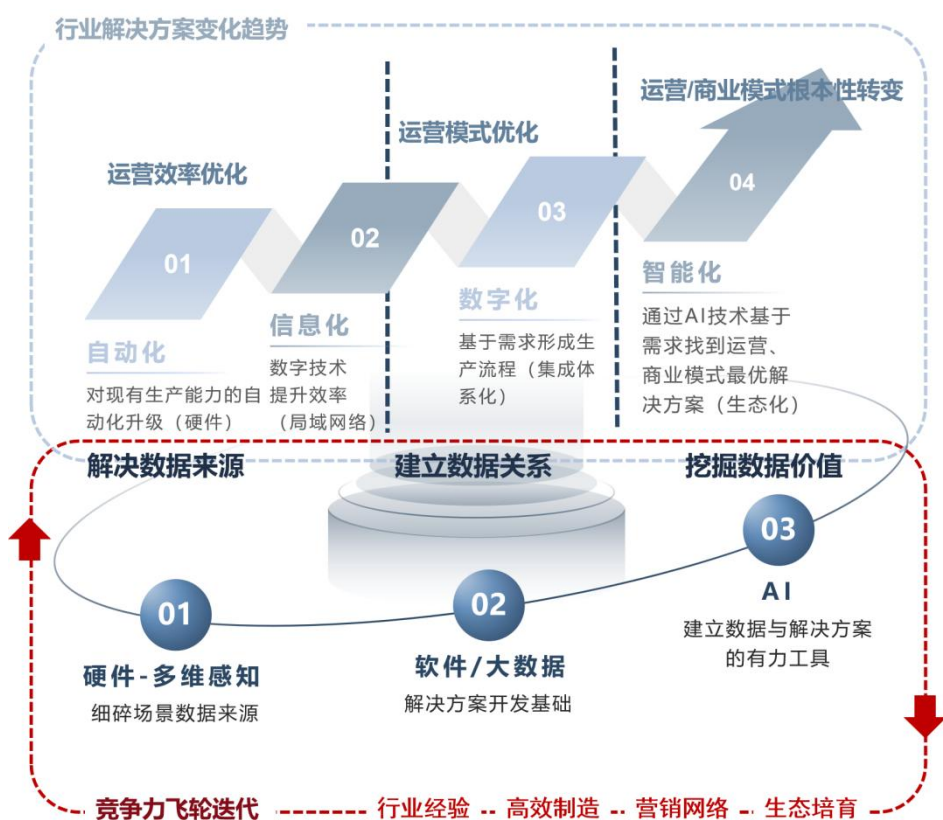 行业解决方案变化趋势
运营/商业模式根本性转变
运营模式优化
运营效率优化
01
02
03
04
自动化
对现有生产能力的自
动化升级（硬件）
信息化
数字技术
提升效率
（局域网络）
数字化
基于需求形成生
产流程（集成体
系化）
智能化
通过AI技术基于
需求找到运营、
商业模式最优解
决方案（生态化）
解决数据来源
建立数据关系
挖掘数据价值
01
硬件-多维感知
细碎场景数据来源
02
软件/大数据
解决方案开发基础
03
AI
建立数据与解决方案
的有力工具
竞争力飞轮迭代
行业经验
高效制造
营销网络
生态培育